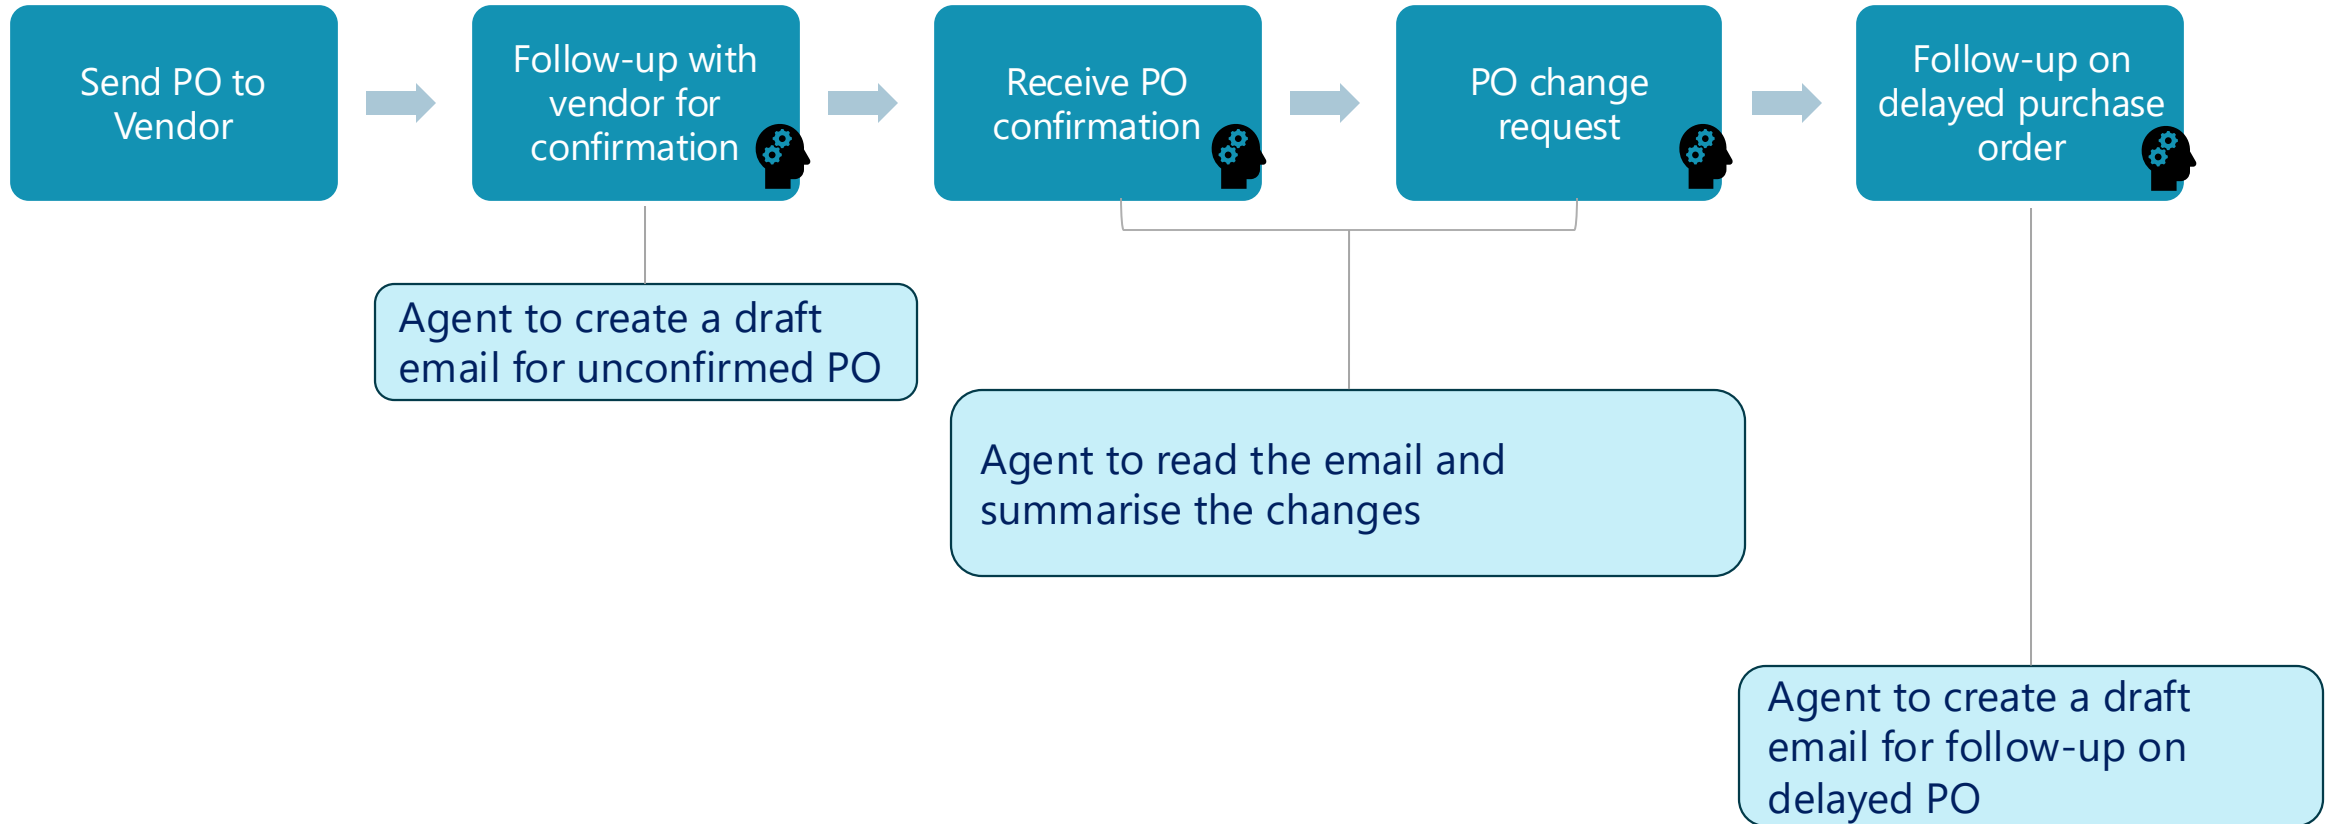 Send PO to
Vendor
Follow-up with
vendor for
confirmation
Receive PO
confirmation
PO change
request
Follow-up on
delayed purchase
order
Agent to create a draft
email for unconfirmed PO
Agent to read the email and
summarise the changes
Agent to create a draft
email for follow-up on
delayed PO